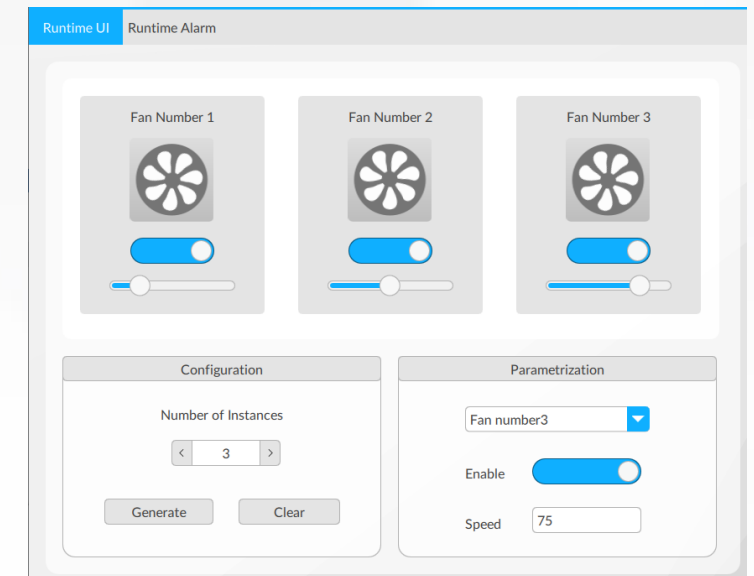 Runtime UI Runtime Alarm
Fan Number 1 Fan Number 2 Fan Number 3
Configuration
Number of Instances
< 3 >
Generate Clear
Parametrization
Fan number3
Enable
Speed 75